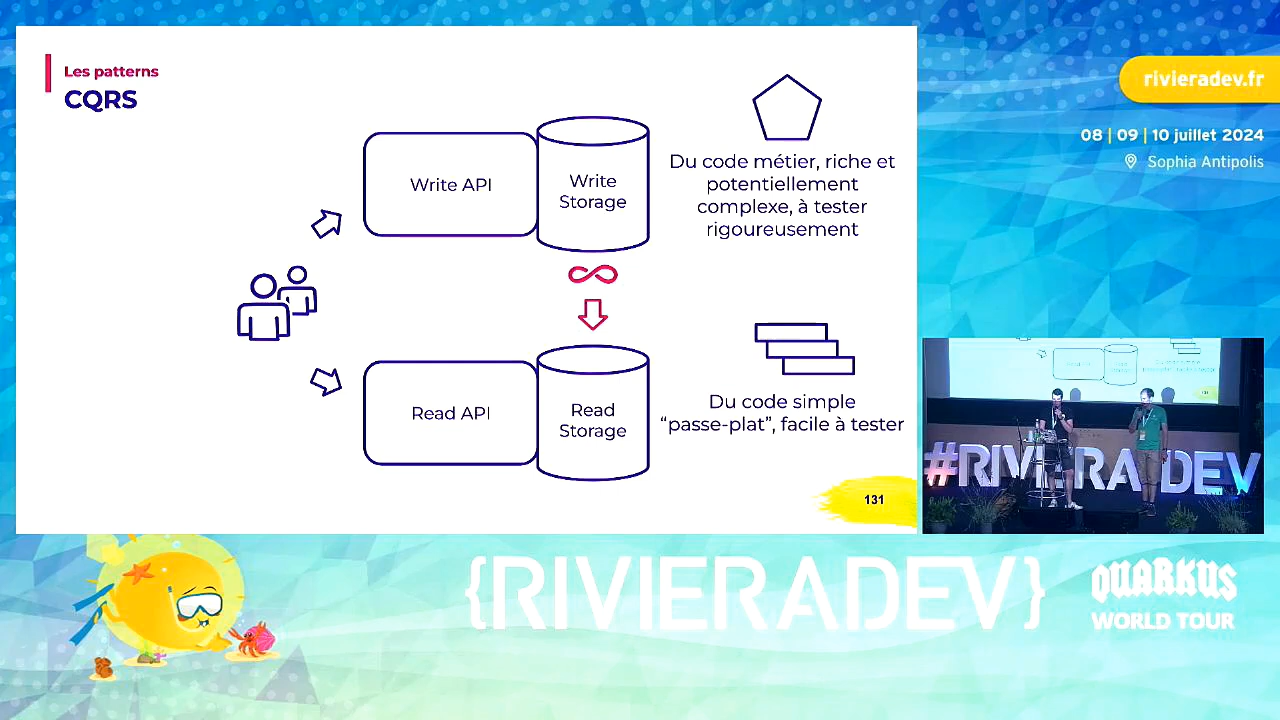 Les patterns
CQRS
Write API
Write
Storage
Du code métier, riche et
potentiellement
complexe, à tester
rigoureusement
Read API
Read
Storage
Du code simple
“passe-plat”, facile à tester
131
rivieradev.fr
08 | 09 | 10 juillet 2024
Sophia Antipolis
#RIVIERA DEV
{RIVIERADEV}
QUARKUS
WORLD TOUR